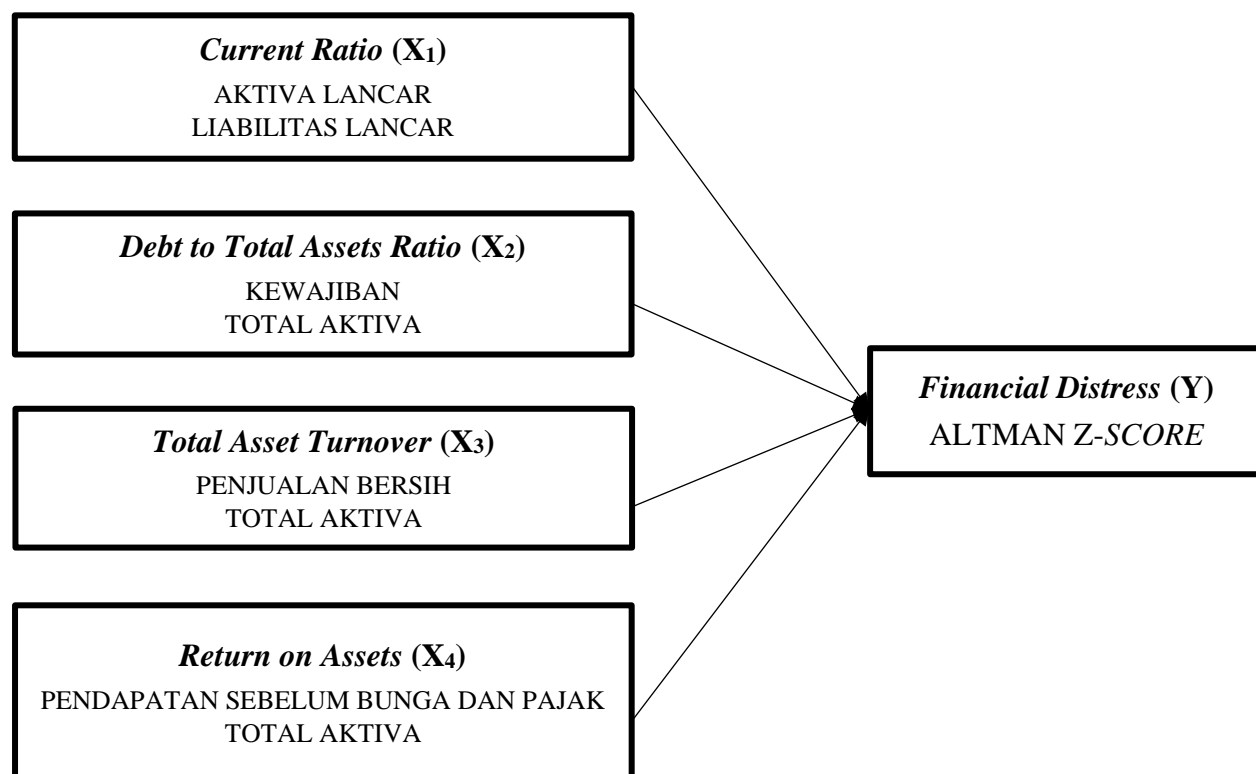 Current Ratio (X₁)
AKTIVA LANCAR
LIABILITAS LANCAR
Debt to Total Assets Ratio (X₂)
KEWAJIBAN
TOTAL AKTIVA
Total Asset Turnover (X₃)
PENJUALAN BERSIH
TOTAL AKTIVA
Return on Assets (X₄)
PENDAPATAN SEBELUM BUNGA DAN PAJAK
TOTAL AKTIVA
Financial Distress (Y)
ALTMAN Z-SCORE